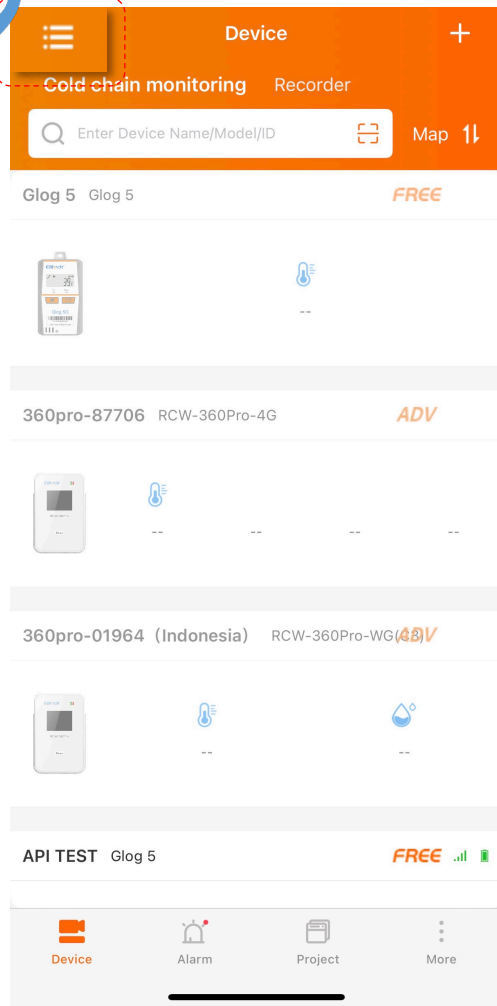 Device +
Cold chain monitoring Recorder
Enter Device Name/Model/ID Map
Glog 5 Glog 5 FREE
--
360pro-87706 RCW-360Pro-4G ADV
-- -- -- --
360pro-01964（Indonesia） RCW-360Pro-WG ADV
-- --
API TEST Glog 5 FREE
Device Alarm Project More